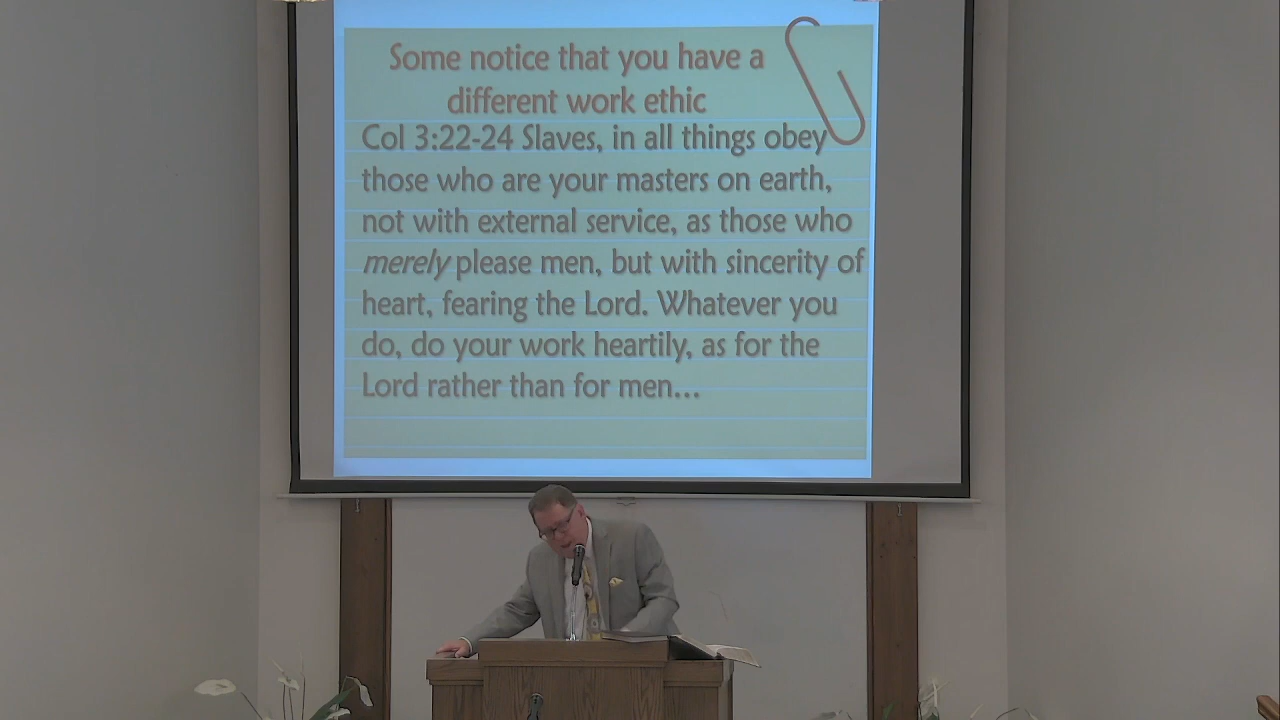 Some notice that you have a
different work ethic
Col 3:22-24 Slaves, in all things obey
those who are your masters on earth,
not with external service, as those who
merely please men, but with sincerity of
heart, fearing the Lord. Whatever you
do, do your work heartily, as for the
Lord rather than for men...